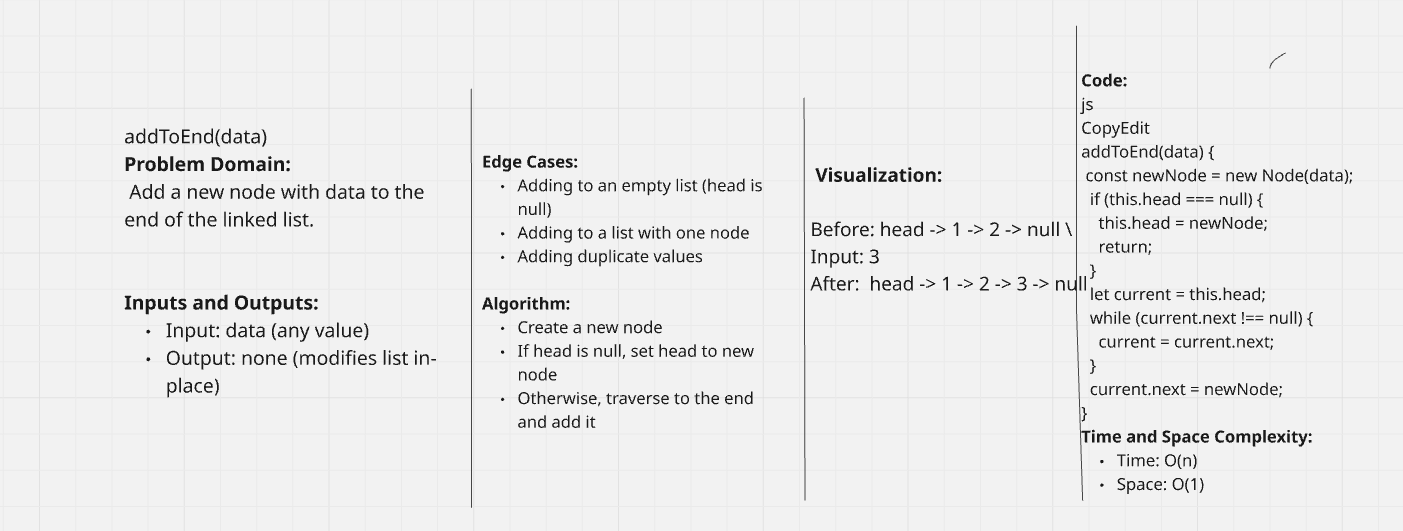 addToEnd(data)
Problem Domain:
Add a new node with data to the
end of the linked list.
Inputs and Outputs:
• Input: data (any value)
• Output: none (modifies list in-
place)
Edge Cases:
• Adding to an empty list (head is
null)
• Adding to a list with one node
• Adding duplicate values
Algorithm:
• Create a new node
• If head is null, set head to new
node
• Otherwise, traverse to the end
and add it
Visualization:
Before: head -> 1 -> 2 -> null \
Input: 3
After:  head -> 1 -> 2 -> 3 -> null
Code:
js
CopyEdit
addToEnd(data) {
 const newNode = new Node(data);
  if (this.head === null) {
    this.head = newNode;
    return;
  }
  let current = this.head;
  while (current.next !== null) {
    current = current.next;
  }
  current.next = newNode;
}
Time and Space Complexity:
• Time: O(n)
• Space: O(1)